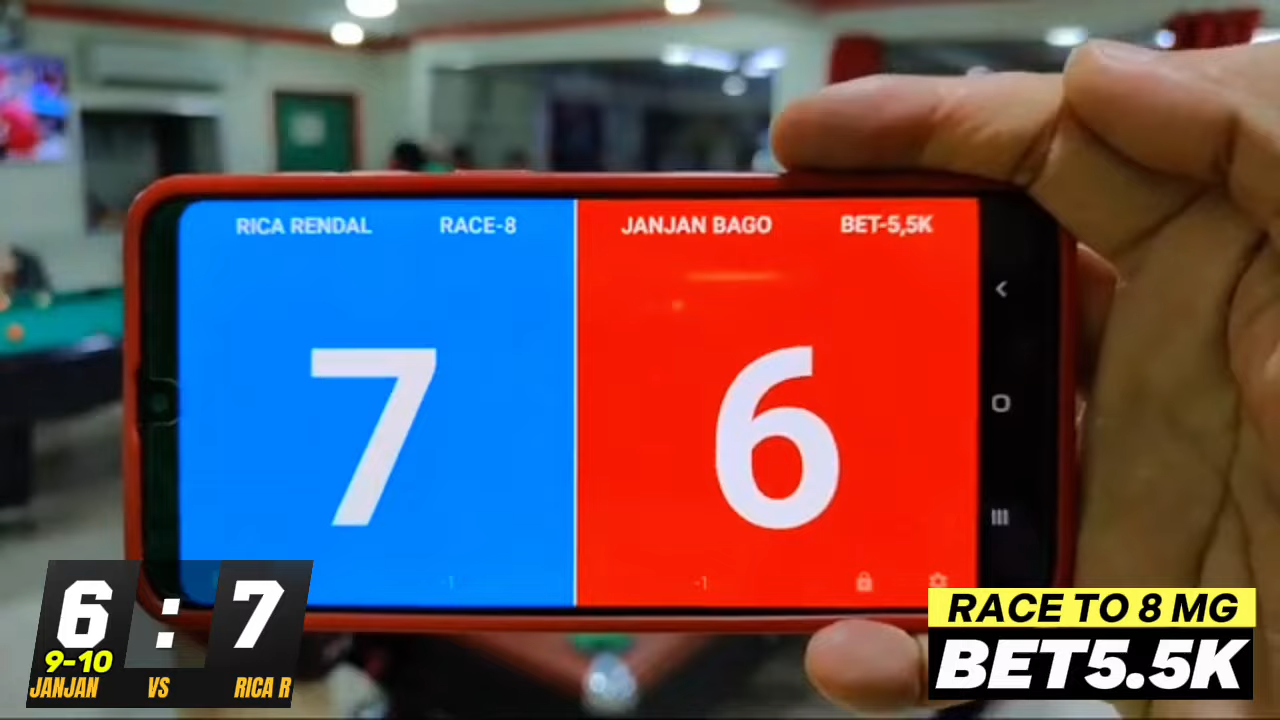 RICA RENDAL RACE-8
JANJAN BAGO BET-5,5K
7
6
-1
-1
6 : 7
9-10
JANJAN VS RICA R
RACE TO 8 MG
BET5.5K